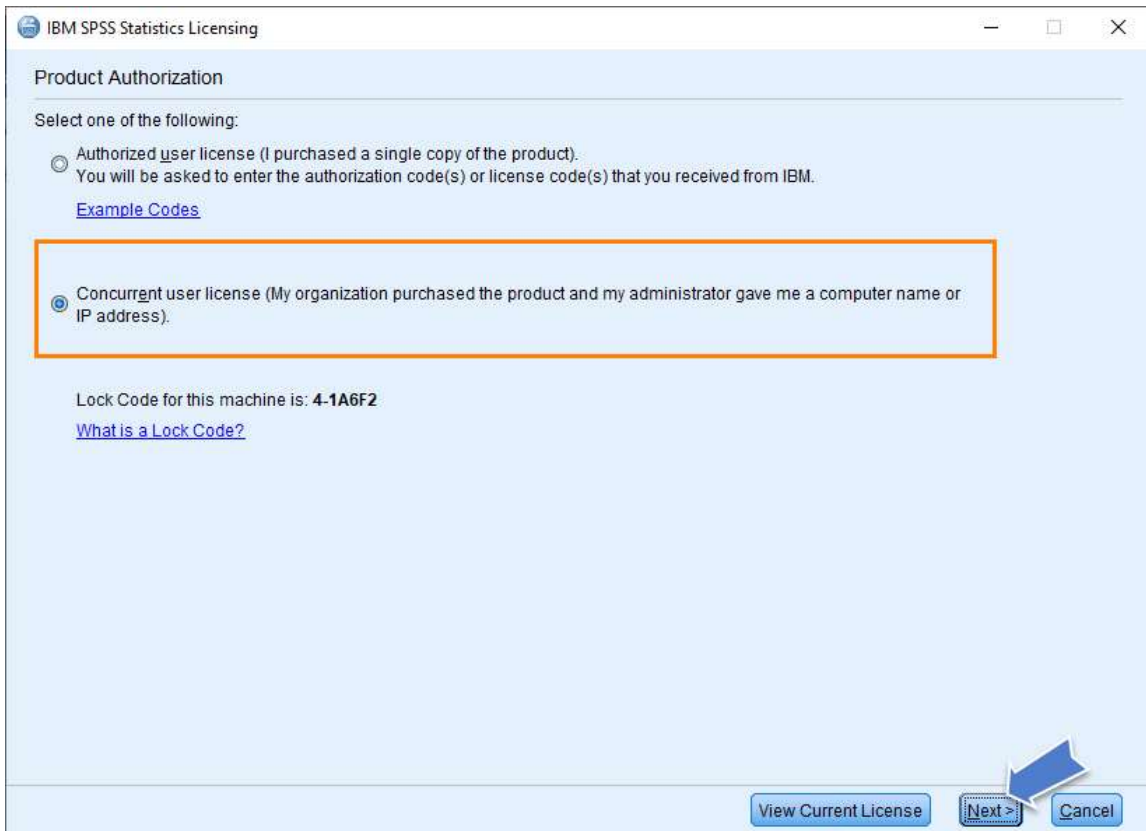 IBM SPSS Statistics Licensing
Product Authorization
Select one of the following:
Authorized user license (I purchased a single copy of the product).
You will be asked to enter the authorization code(s) or license code(s) that you received from IBM.
Example Codes
Concurrent user license (My organization purchased the product and my administrator gave me a computer name or
IP address).
Lock Code for this machine is: 4-1A6F2
What is a Lock Code?
View Current License Next > Cancel